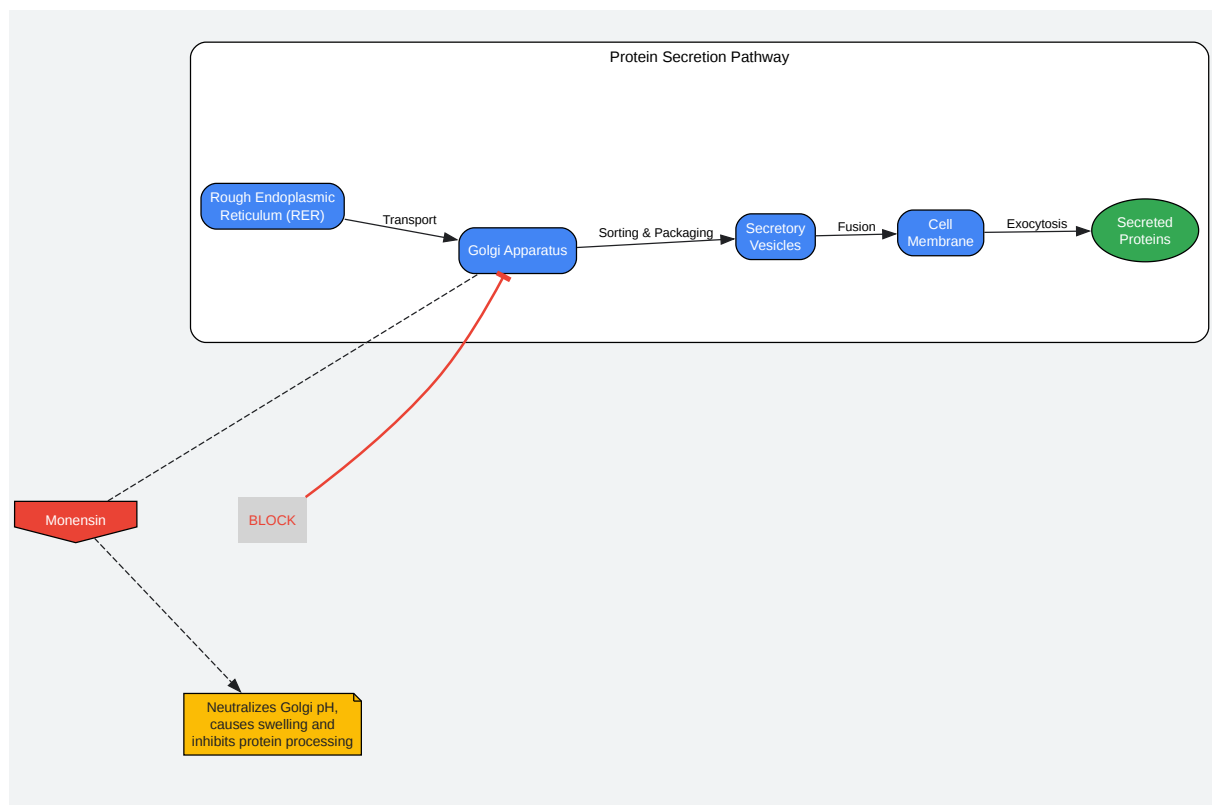 Protein Secretion Pathway
Rough Endoplasmic
Reticulum (RER)
Transport
Golgi Apparatus
Sorting & Packaging
Secretory
Vesicles
Fusion
Cell
Membrane
Exocytosis
Secreted
Proteins
Monensin
BLOCK
Neutralizes Golgi pH,
causes swelling and
inhibits protein processing